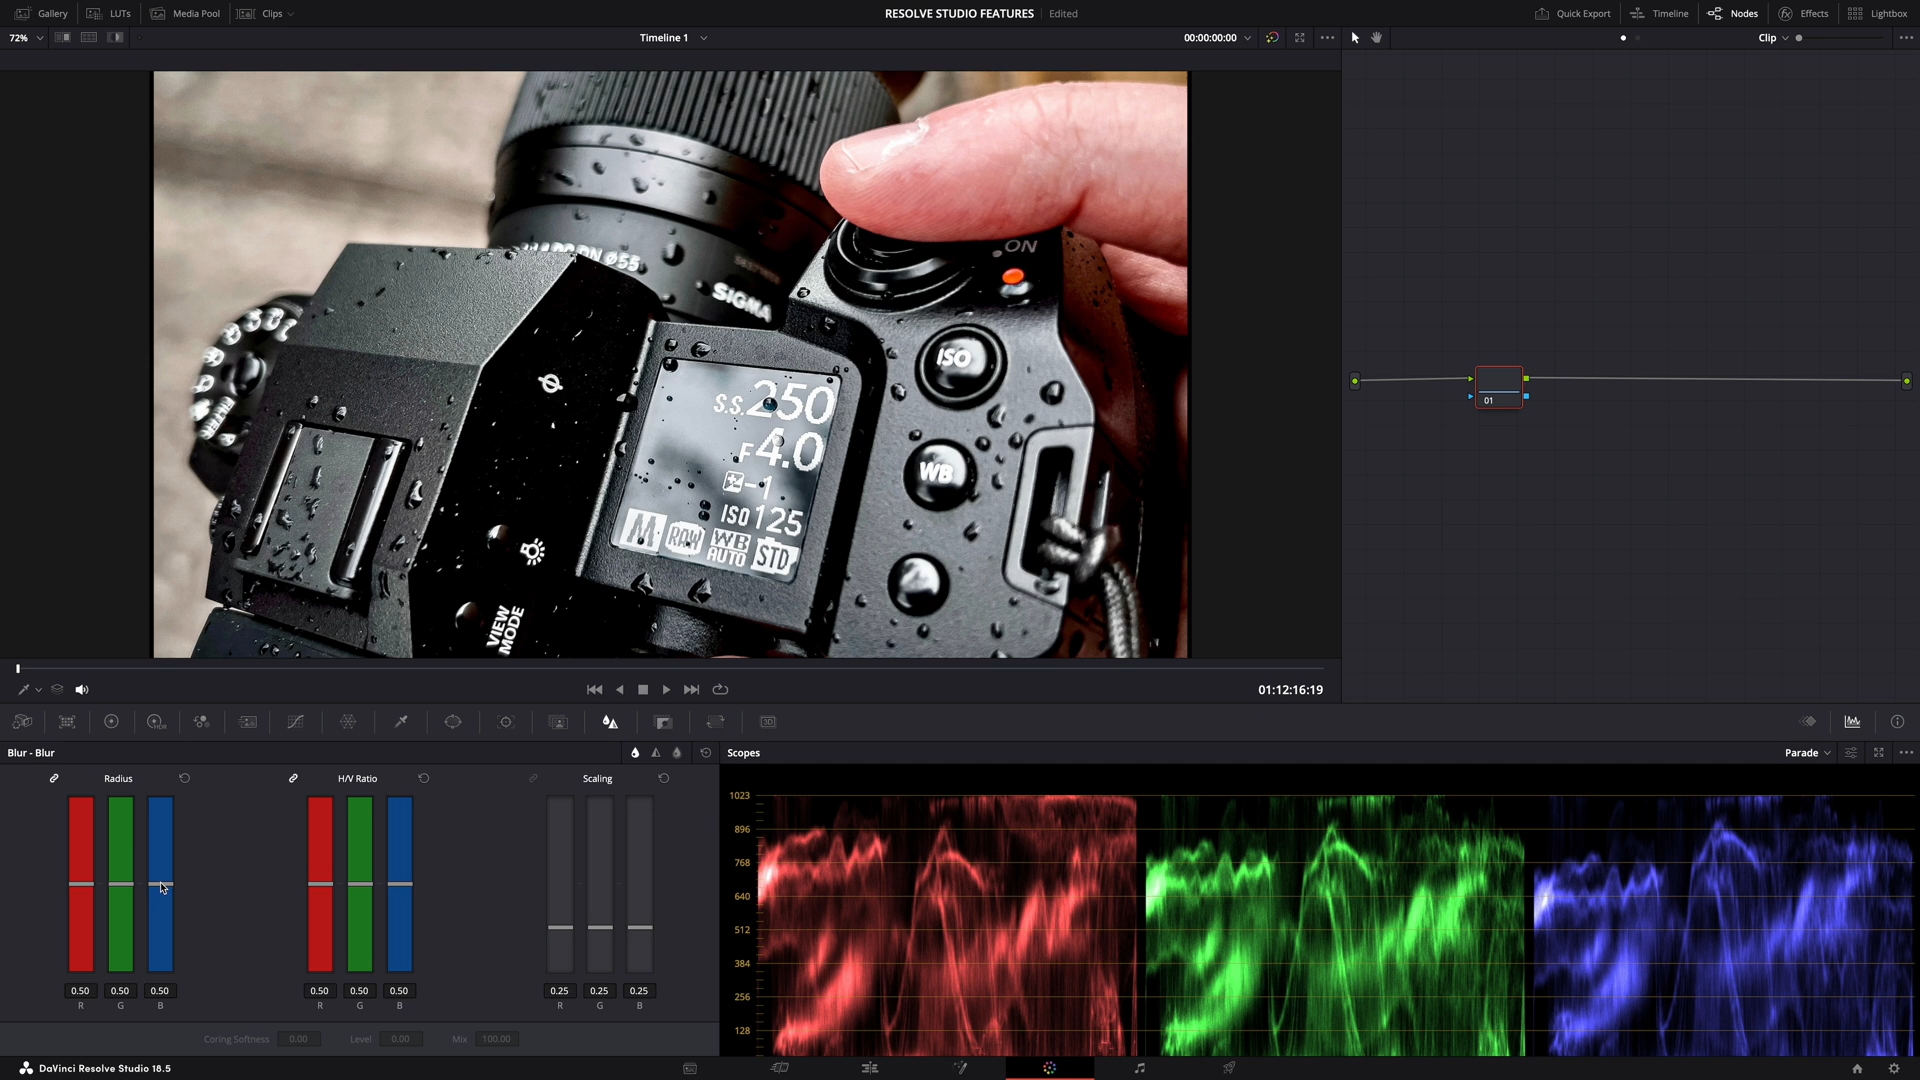 Gallery LUTs Media Pool Clips RESOLVE STUDIO FEATURES Edited Quick Export Timeline Nodes Effects Lightbox
72% Timeline 1 00:00:00:00 Clip
ON
ø55
SIGMA
ISO
S.S.250
F4.0
WB
-1
ISO 125
M RAW WB AUTO STD
VIEW
MODE
01
01:12:16:19
HDR
3D
Blur - Blur Scopes Parade
Radius H/V Ratio Scaling
1023
896
768
640
512
384
256
128
0.50 0.50 0.50 0.50 0.50 0.50 0.25 0.25 0.25
R G B R G B R G B
Coring Softness 0.00 Level 0.00 Mix 100.00
DaVinci Resolve Studio 18.5